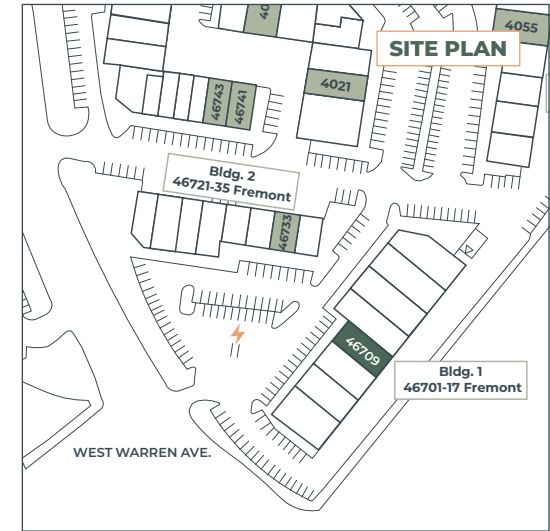 40
4055
SITE PLAN
4021
46743
46741
Bldg. 2
46721-35 Fremont
46733
46709
Bldg. 1
46701-17 Fremont
WEST WARREN AVE.